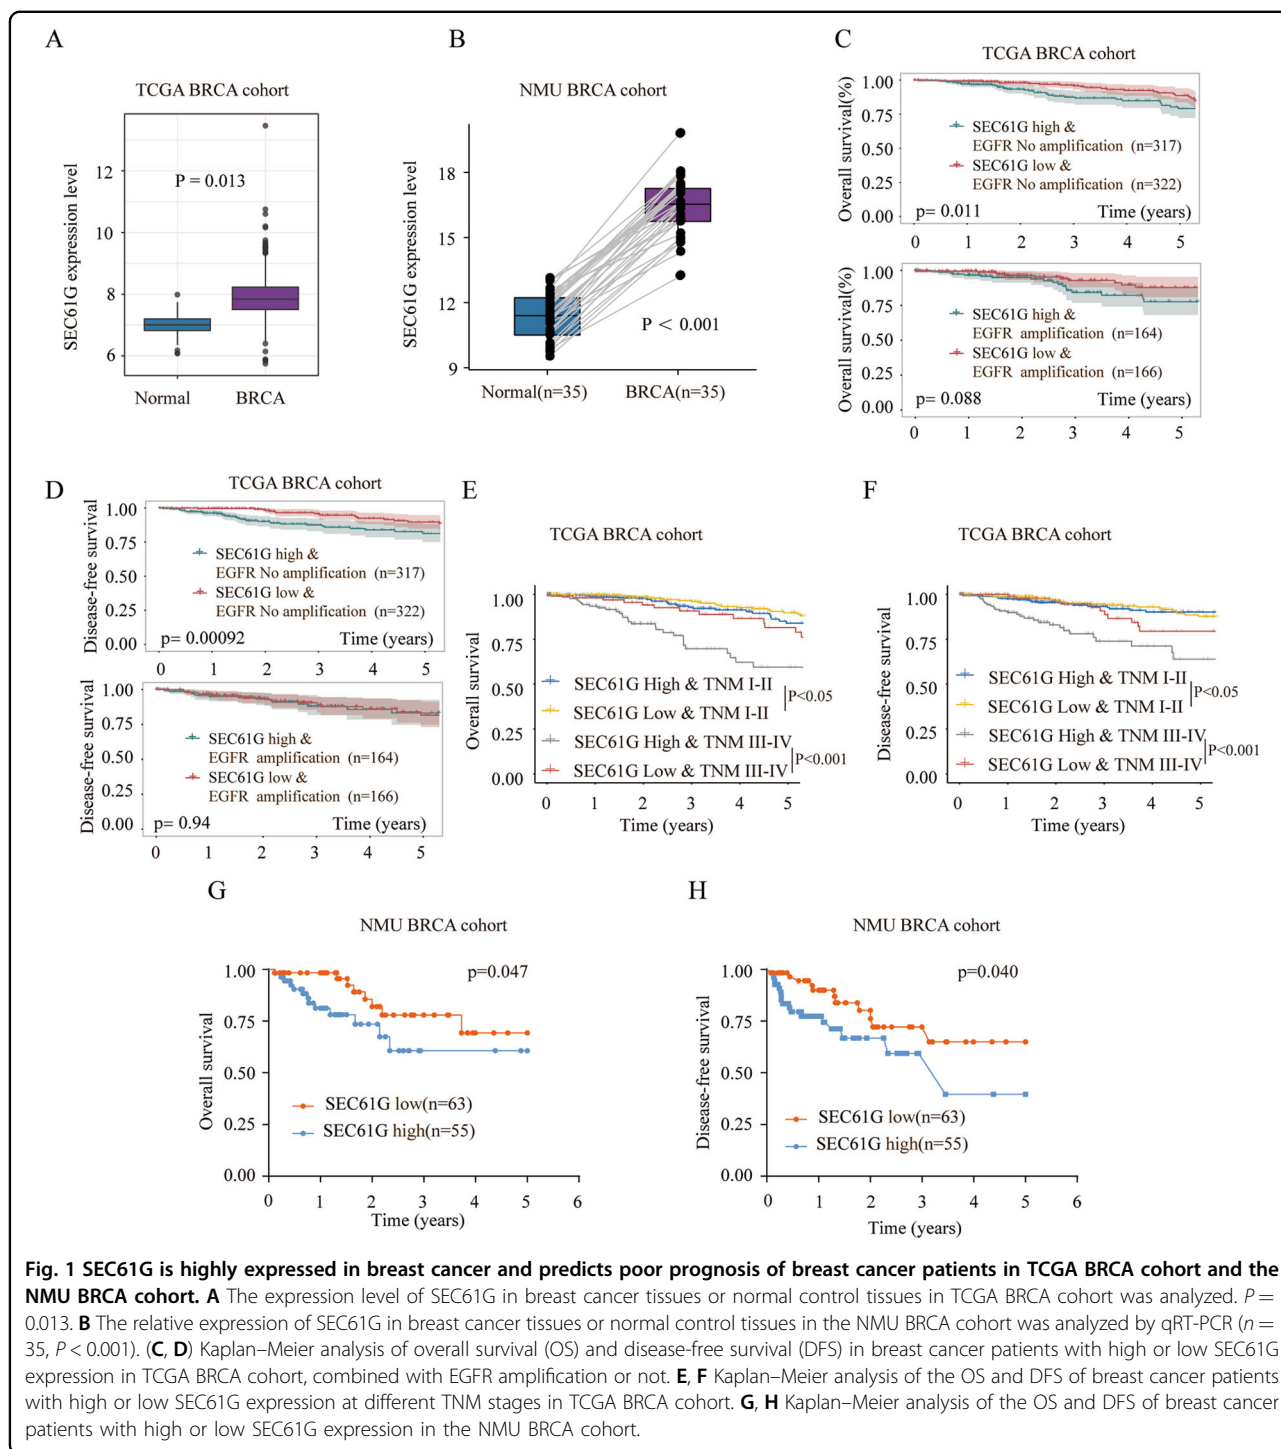 A
TCGA BRCA cohort
SEC61G expression level
12
10
8
6
P = 0.013
Normal
BRCA
B
NMU BRCA cohort
SEC61G expression level
18
15
12
9
P < 0.001
Normal(n=35)
BRCA(n=35)
C
TCGA BRCA cohort
Overall survival(%)
1.00
0.75
0.50
0.25
0.00
SEC61G high &
EGFR No amplification (n=317)
SEC61G low &
EGFR No amplification (n=322)
p= 0.011
Time (years)
0 1 2 3 4 5
Overall survival(%)
1.00
0.75
0.50
0.25
0.00
SEC61G high &
EGFR amplification (n=164)
SEC61G low &
EGFR amplification (n=166)
p= 0.088
Time (years)
0 1 2 3 4 5
D
TCGA BRCA cohort
Disease-free survival
1.00
0.75
0.50
0.25
0.00
SEC61G high &
EGFR No amplification (n=317)
SEC61G low &
EGFR No amplification (n=322)
p= 0.00092
Time (years)
0 1 2 3 4 5
Disease-free survival
1.00
0.75
0.50
0.25
0.00
SEC61G high &
EGFR amplification (n=164)
SEC61G low &
EGFR amplification (n=166)
p= 0.94
Time (years)
0 1 2 3 4 5
E
TCGA BRCA cohort
Overall survival
1.00
0.75
0.50
0.25
0.00
SEC61G High & TNM I-II
SEC61G Low & TNM I-II
P<0.05
SEC61G High & TNM III-IV
SEC61G Low & TNM III-IV
P<0.001
0 1 2 3 4 5
Time (years)
F
TCGA BRCA cohort
Disease-free survival
1.00
0.75
0.50
0.25
0.00
SEC61G High & TNM I-II
SEC61G Low & TNM I-II
P<0.05
SEC61G High & TNM III-IV
SEC61G Low & TNM III-IV
P<0.001
0 1 2 3 4 5
Time (years)
G
NMU BRCA cohort
Overall survival
1.00
0.75
0.50
0.25
0.00
p=0.047
SEC61G low(n=63)
SEC61G high(n=55)
0 1 2 3 4 5 6
Time (years)
H
NMU BRCA cohort
Disease-free survival
1.00
0.75
0.50
0.25
0.00
p=0.040
SEC61G low(n=63)
SEC61G high(n=55)
0 1 2 3 4 5 6
Time (years)
Fig. 1 SEC61G is highly expressed in breast cancer and predicts poor prognosis of breast cancer patients in TCGA BRCA cohort and the
NMU BRCA cohort. A The expression level of SEC61G in breast cancer tissues or normal control tissues in TCGA BRCA cohort was analyzed. P =
0.013. B The relative expression of SEC61G in breast cancer tissues or normal control tissues in the NMU BRCA cohort was analyzed by qRT-PCR (n =
35, P < 0.001). (C, D) Kaplan–Meier analysis of overall survival (OS) and disease-free survival (DFS) in breast cancer patients with high or low SEC61G
expression in TCGA BRCA cohort, combined with EGFR amplification or not. E, F Kaplan–Meier analysis of the OS and DFS of breast cancer patients
with high or low SEC61G expression at different TNM stages in TCGA BRCA cohort. G, H Kaplan–Meier analysis of the OS and DFS of breast cancer
patients with high or low SEC61G expression in the NMU BRCA cohort.